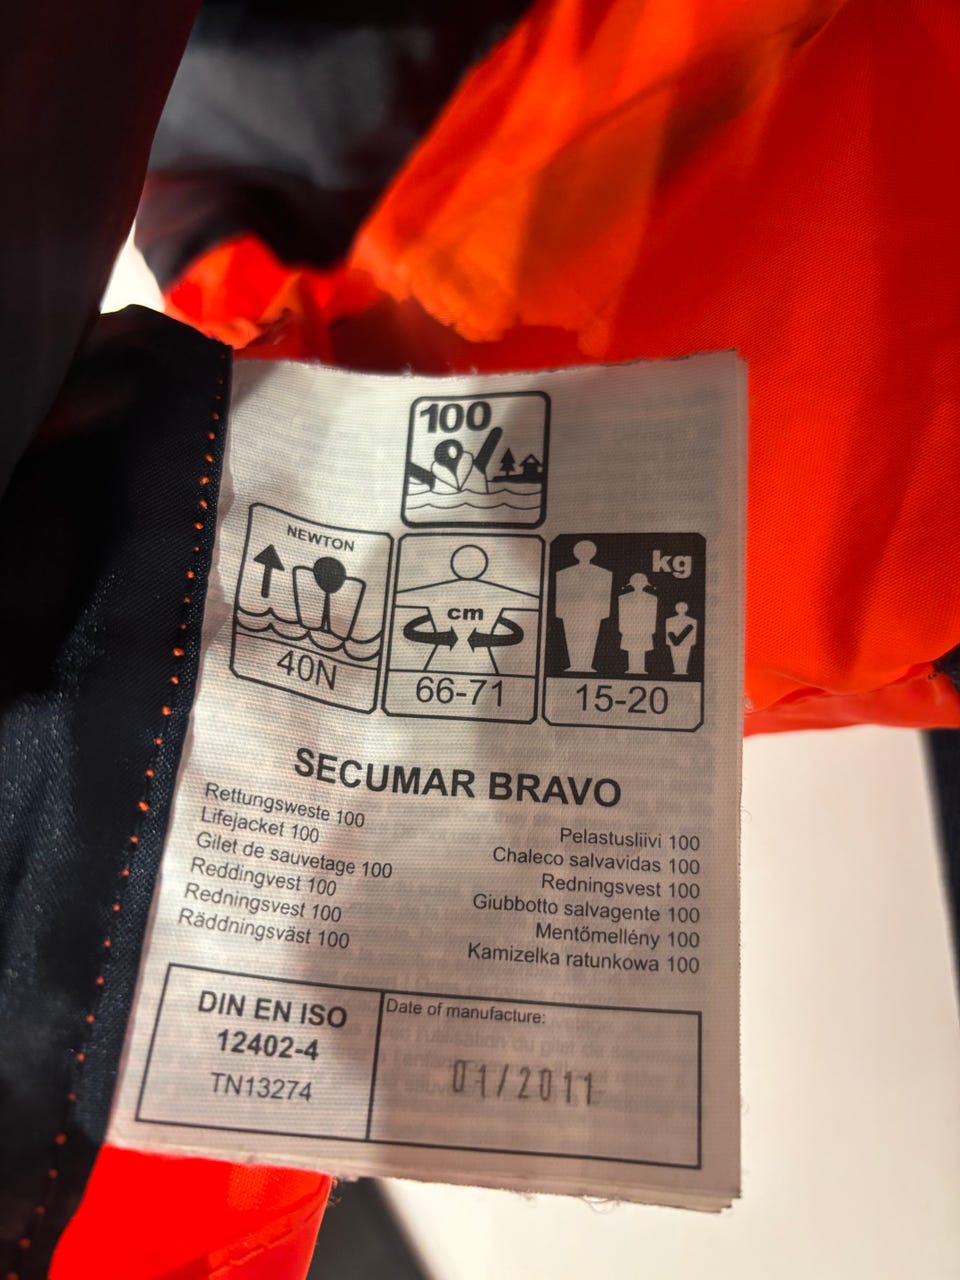 100
NEWTON
40N
cm
66-71
kg
15-20
SECUMAR BRAVO
Rettungsweste 100
Lifejacket 100
Gilet de sauvetage 100
Reddingvest 100
Redningsvest 100
Räddningsväst 100
Pelastusliivi 100
Chaleco salvavidas 100
Redningsvest 100
Giubbotto salvagente 100
Mentőmellény 100
Kamizelka ratunkowa 100
DIN EN ISO
12402-4
TN13274
Date of manufacture:
01/2011